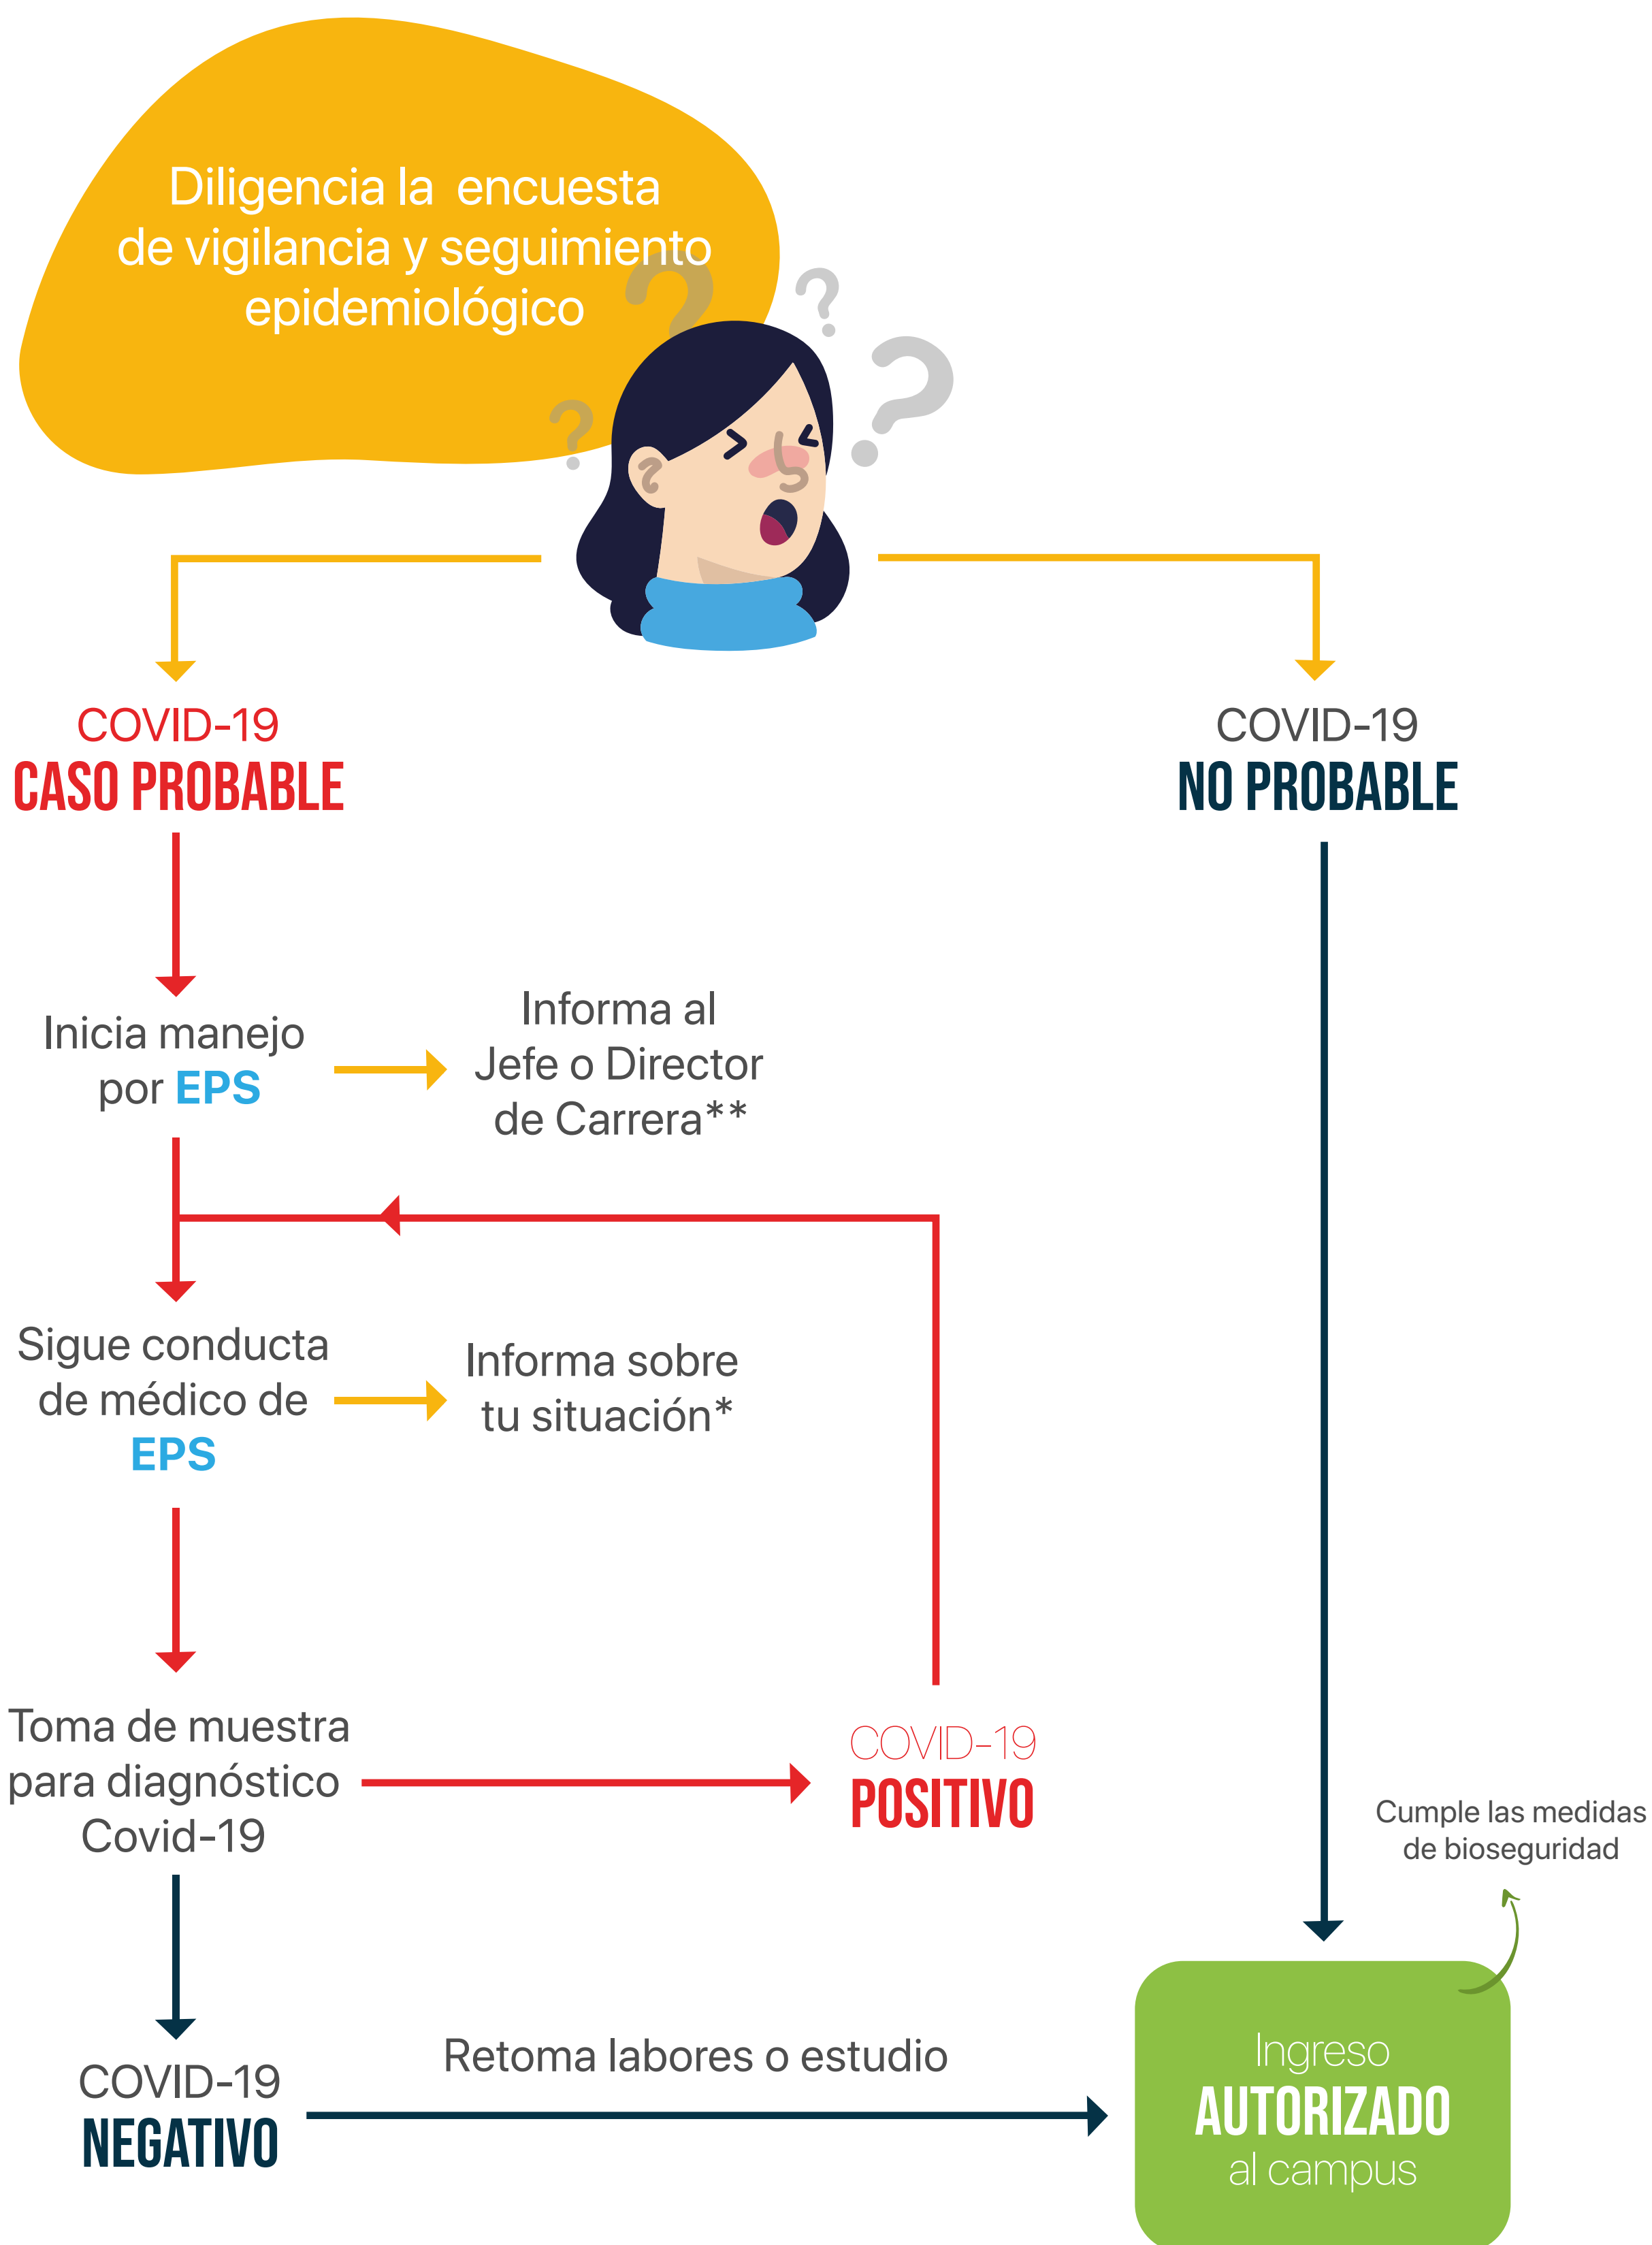 Diligencia la encuesta
de vigilancia y seguimiento
epidemiológico
COVID-19
CASO PROBABLE
COVID-19
NO PROBABLE
Inicia manejo
por EPS
Informa al
Jefe o Director
de Carrera**
Sigue conducta
de médico de
EPS
Informa sobre
tu situación*
Toma de muestra
para diagnóstico
Covid-19
COVID-19
POSITIVO
Cumple las medidas
de bioseguridad
COVID-19
NEGATIVO
Retoma labores o estudio
Ingreso
AUTORIZADO
al campus